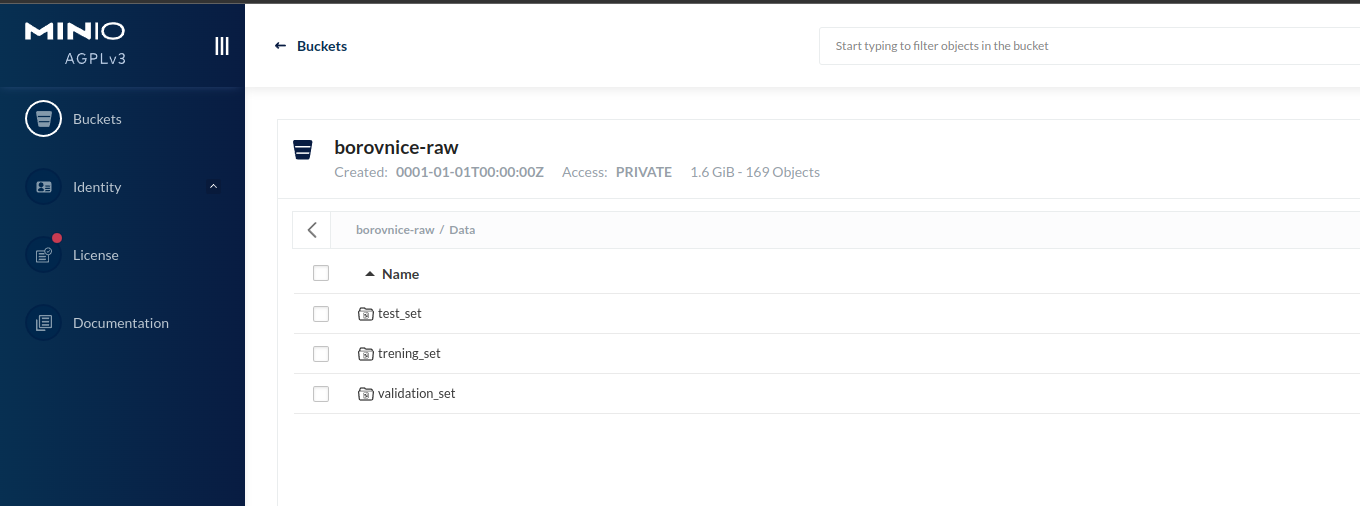 MINIO
AGPLv3
Buckets
Identity
License
Documentation
Buckets
Start typing to filter objects in the bucket
borovnice-raw
Created: 0001-01-01T00:00:00Z Access: PRIVATE 1.6 GiB - 169 Objects
borovnice-raw / Data
Name
test_set
trening_set
validation_set